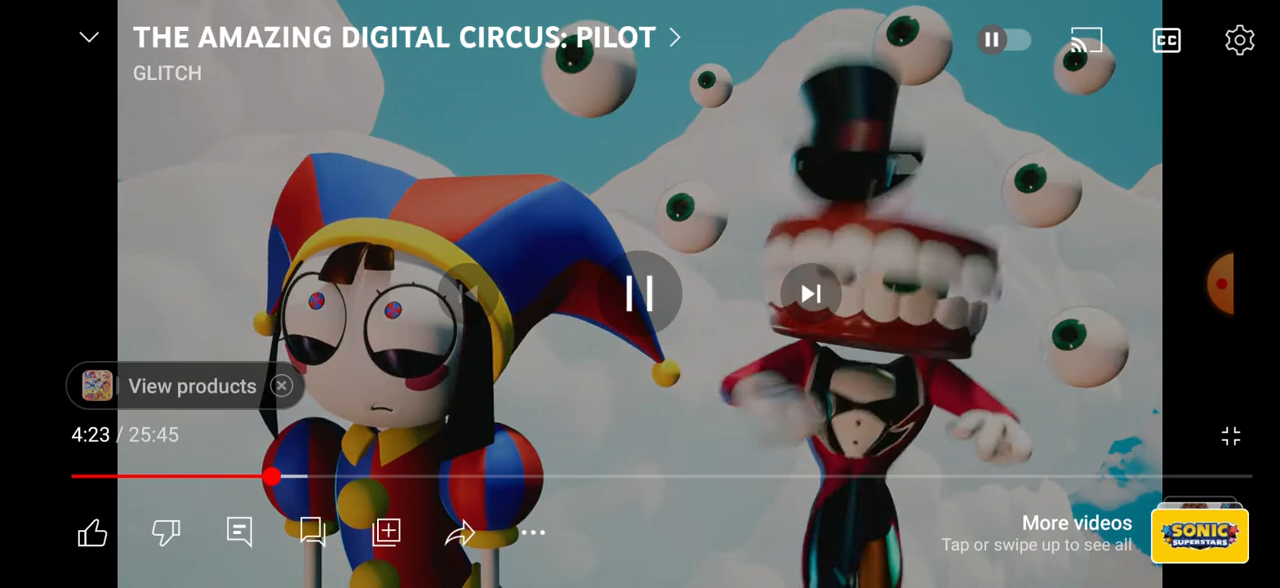 THE AMAZING DIGITAL CIRCUS: PILOT
GLITCH
CC
View products
4:23 / 25:45
More videos
Tap or swipe up to see all
SONIC
SUPERSTARS